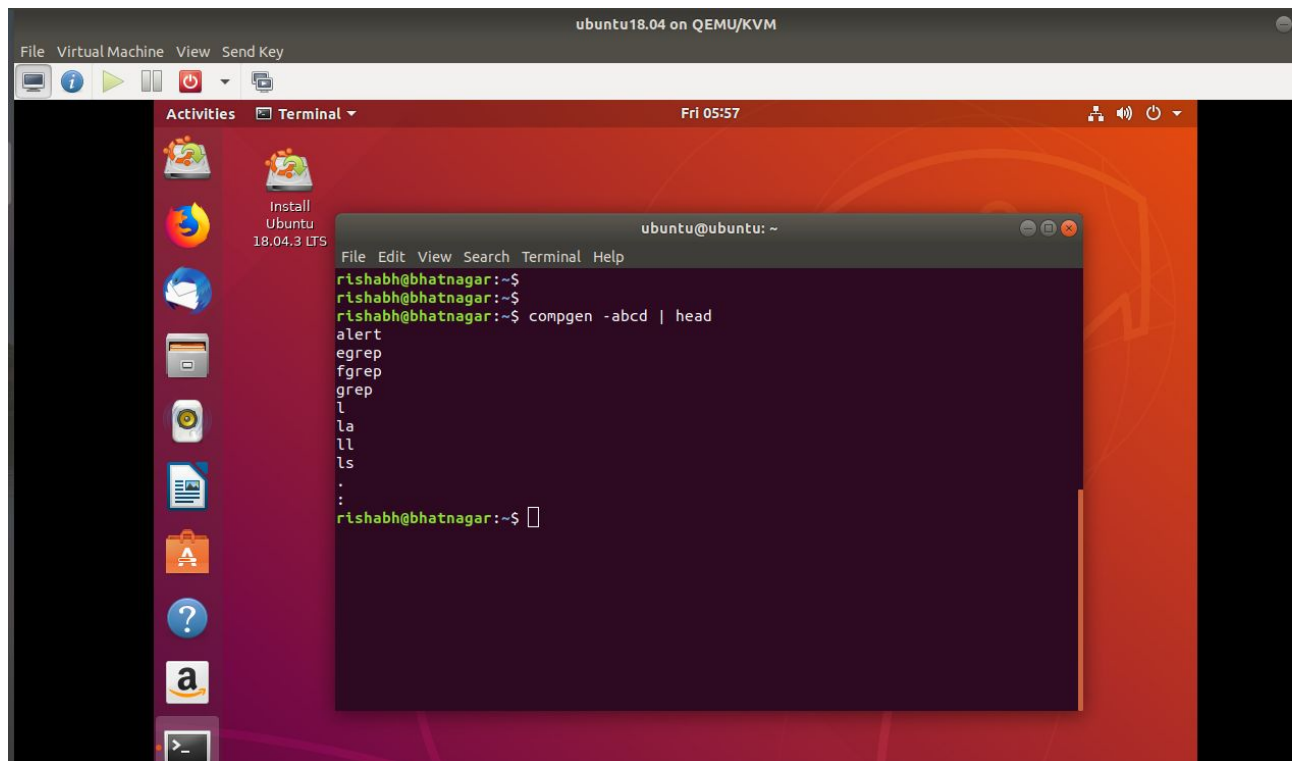 ubuntu18.04 on QEMU/KVM
File Virtual Machine View Send Key
Activities Terminal Fri 05:57
Install
Ubuntu
18.04.3 LTS
ubuntu@ubuntu: ~
File Edit View Search Terminal Help
rishabh@bhatnagar:~$
rishabh@bhatnagar:~$
rishabh@bhatnagar:~$ compgen -abcd | head
alert
egrep
fgrep
grep
l
la
ll
ls
.
:
rishabh@bhatnagar:~$